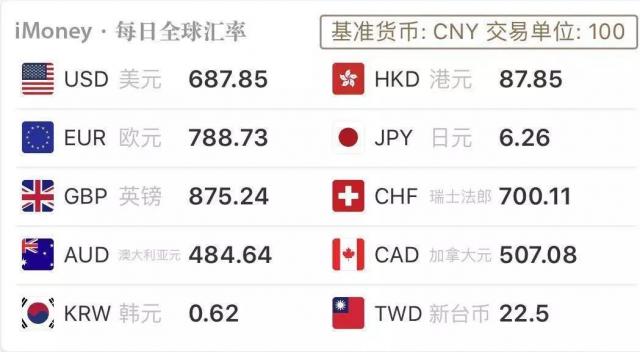 iMoney · 每日全球汇率 基准货币: CNY 交易单位: 100
USD 美元 687.85 HKD 港元 87.85
EUR 欧元 788.73 JPY 日元 6.26
GBP 英镑 875.24 CHF 瑞士法郎 700.11
AUD 澳大利亚元 484.64 CAD 加拿大元 507.08
KRW 韩元 0.62 TWD 新台币 22.5